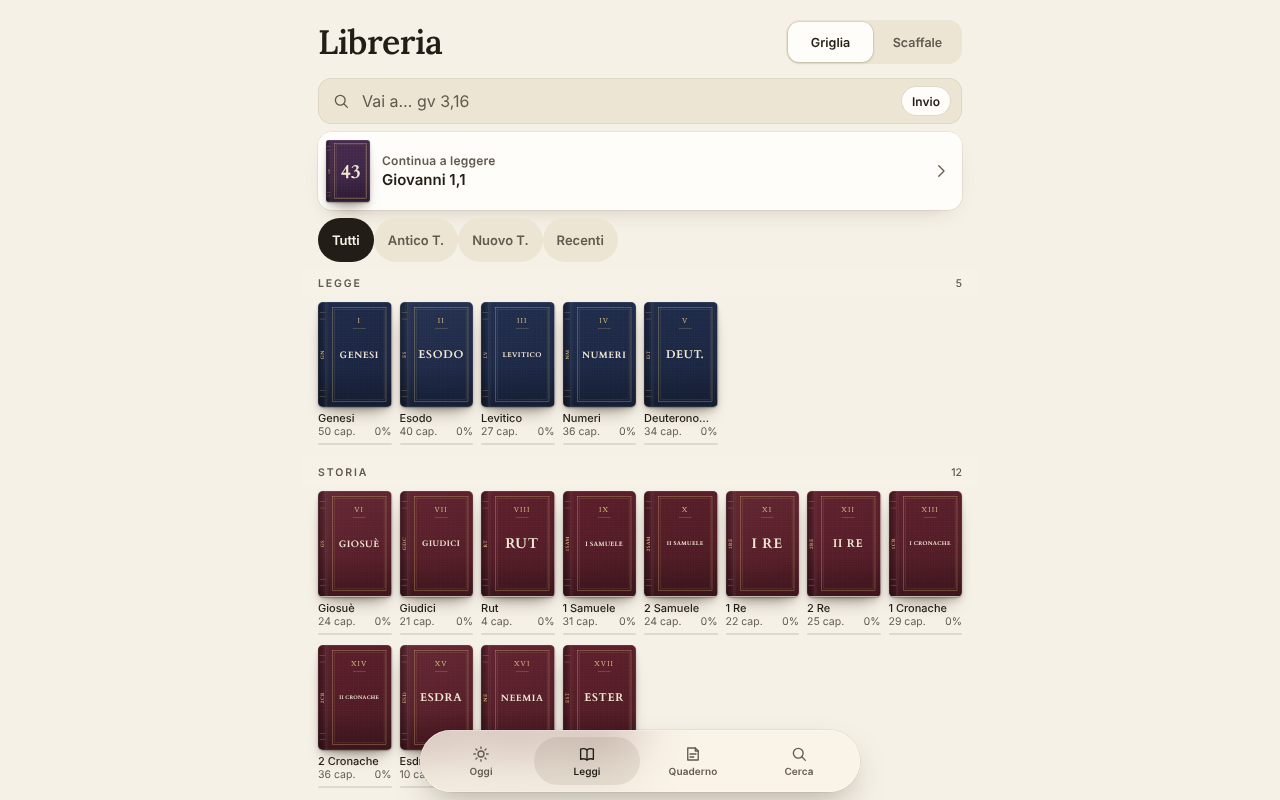 Libreria
Griglia
Scaffale
Vai a… gv 3,16
Invio
43
Continua a leggere
Giovanni 1,1
Tutti
Antico T.
Nuovo T.
Recenti
LEGGE
5
I
II
III
IV
V
GENESI
ESODO
LEVITICO
NUMERI
DEUT.
Genesi
Esodo
Levitico
Numeri
Deuterono…
50 cap. 0%
40 cap. 0%
27 cap. 0%
36 cap. 0%
34 cap. 0%
STORIA
12
VI
VII
VIII
IX
X
XI
XII
XIII
GIOSUÈ
GIUDICI
RUT
I SAMUELE
II SAMUELE
I RE
II RE
I CRONACHE
Giosuè
Giudici
Rut
1 Samuele
2 Samuele
1 Re
2 Re
1 Cronache
24 cap. 0%
21 cap. 0%
4 cap. 0%
31 cap. 0%
24 cap. 0%
22 cap. 0%
25 cap. 0%
29 cap. 0%
XIV
XV
XVI
XVII
II CRONACHE
ESDRA
NEEMIA
ESTER
2 Cronache
36 cap. 0%
10 ca
Oggi
Leggi
Quaderno
Cerca